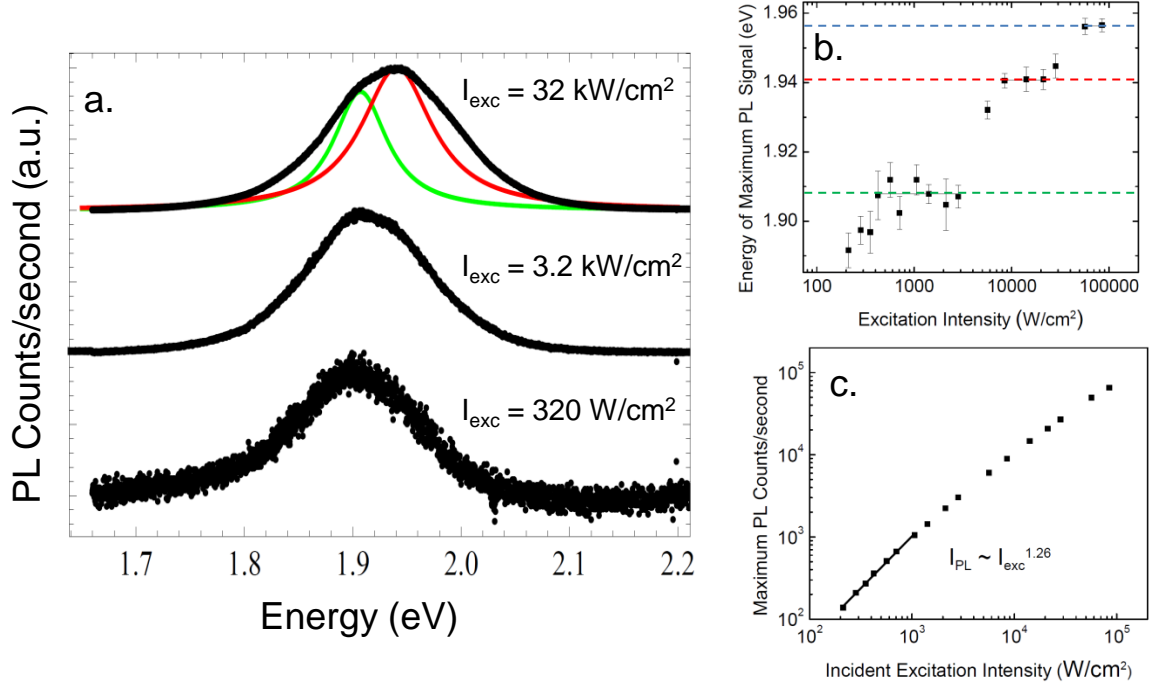 a.
I_exc = 32 kW/cm²
I_exc = 3.2 kW/cm²
I_exc = 320 W/cm²
PL Counts/second (a.u.)
1.7 1.8 1.9 2.0 2.1 2.2
Energy (eV)
b.
Energy of Maximum PL Signal (eV)
1.96
1.94
1.92
1.90
100 1000 10000 100000
Excitation Intensity (W/cm²)
c.
Maximum PL Counts/second
10⁵
10⁴
10³
10²
I_PL ~ I_exc^1.26
10² 10³ 10⁴ 10⁵
Incident Excitation Intensity (W/cm²)